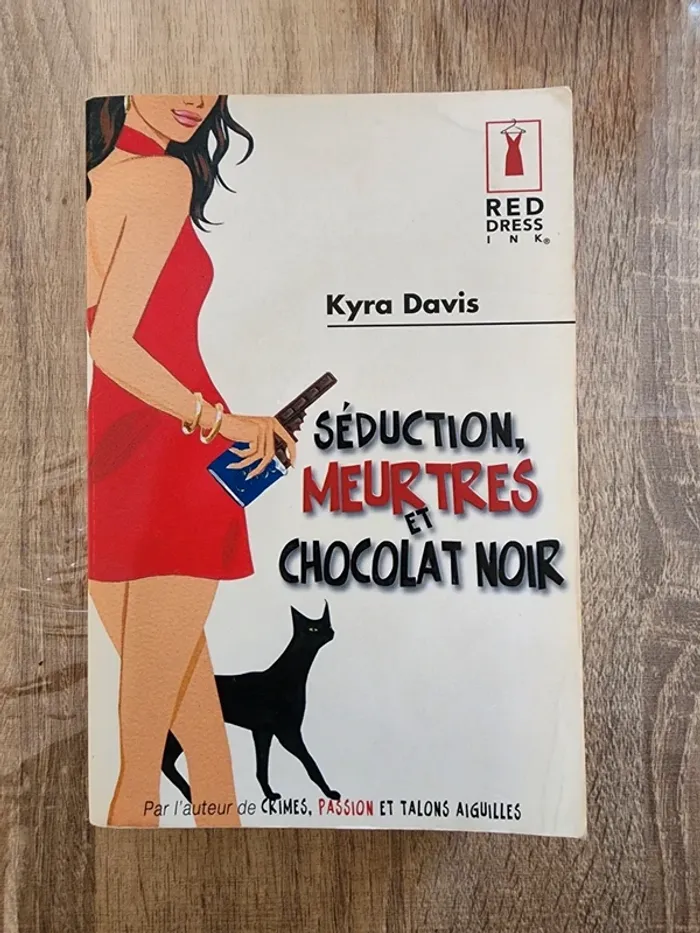 RED
DRESS
INK®
Kyra Davis
SÉDUCTION,
MEURTRES
ET
CHOCOLAT NOIR
Par l'auteur de CRIMES, PASSION ET TALONS AIGUILLES